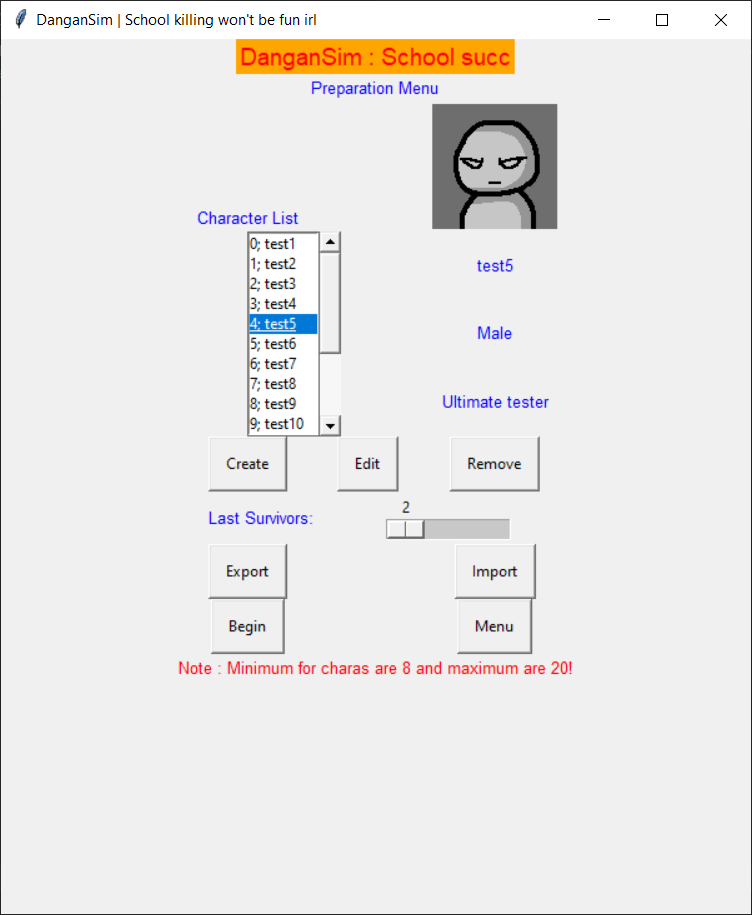 DanganSim | School killing won't be fun irl
DanganSim : School succ
Preparation Menu
Character List
0; test1
1; test2
2; test3
3; test4
4; test5
5; test6
6; test7
7; test8
8; test9
9; test10
test5
Male
Ultimate tester
Create
Edit
Remove
Last Survivors:
2
Export
Import
Begin
Menu
Note : Minimum for charas are 8 and maximum are 20!